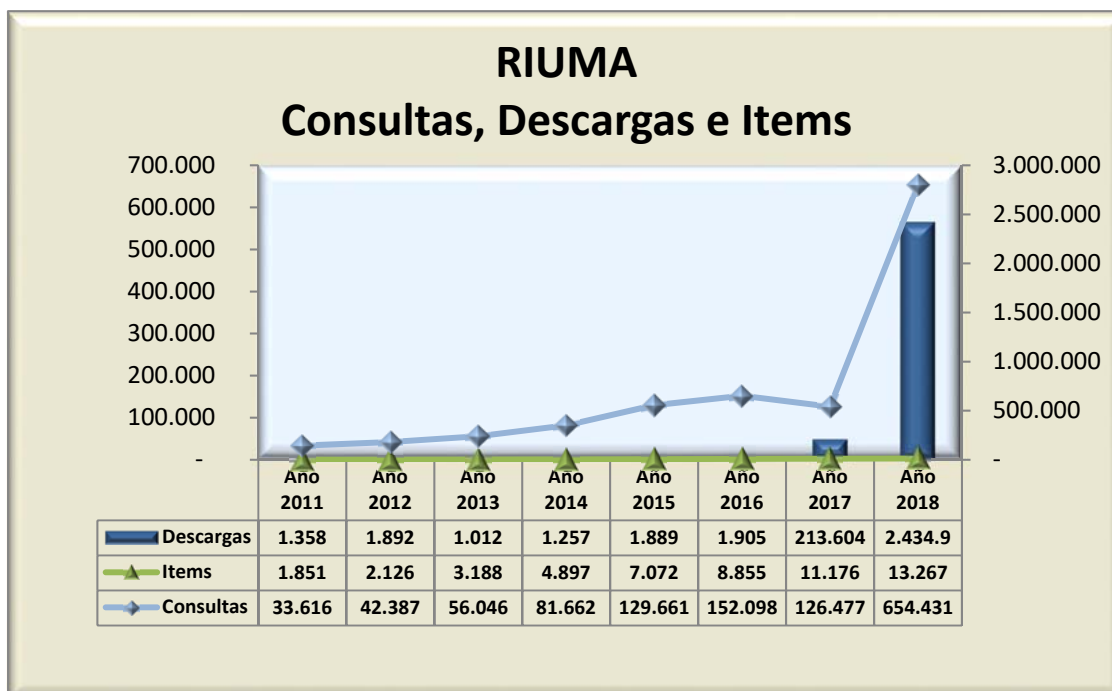 RIUMA
Consultas, Descargas e Items
700.000
600.000
500.000
400.000
300.000
200.000
100.000
-
3.000.000
2.500.000
2.000.000
1.500.000
1.000.000
500.000
-
Año 2011 Año 2012 Año 2013 Año 2014 Año 2015 Año 2016 Año 2017 Año 2018
Descargas 1.358 1.892 1.012 1.257 1.889 1.905 213.604 2.434.9
Items 1.851 2.126 3.188 4.897 7.072 8.855 11.176 13.267
Consultas 33.616 42.387 56.046 81.662 129.661 152.098 126.477 654.431